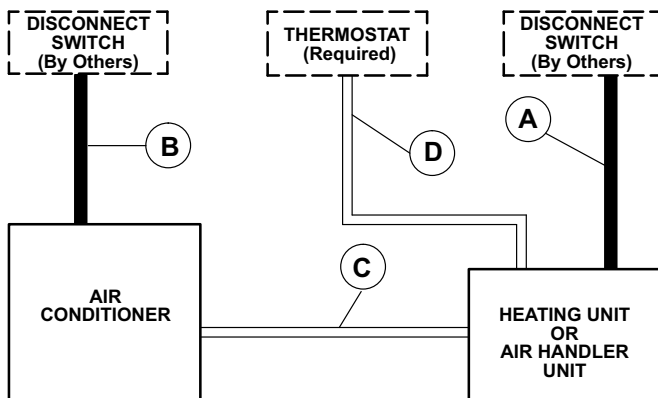 DISCONNECT
SWITCH
(By Others)
THERMOSTAT
(Required)
DISCONNECT
SWITCH
(By Others)
B
D
A
C
AIR
CONDITIONER
HEATING UNIT
OR
AIR HANDLER
UNIT